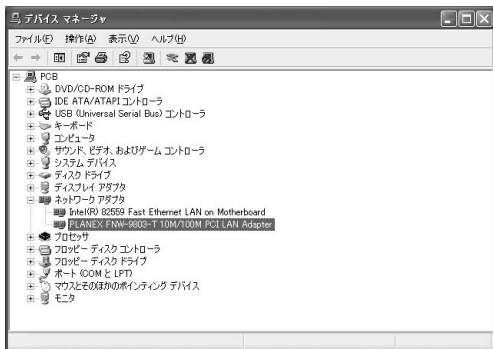 デバイス マネージャ
ファイル(F) 操作(A) 表示(V) ヘルプ(H)
PCB
DVD/CD-ROM ドライブ
IDE ATA/ATAPI コントローラ
USB (Universal Serial Bus) コントローラ
キーボード
コンピュータ
サウンド、ビデオ、およびゲーム コントローラ
システム デバイス
ディスク ドライブ
ディスプレイ アダプタ
ネットワーク アダプタ
Intel(R) 82559 Fast Ethernet LAN on Motherboard
PLANEX FNW-9803-T 10M/100M PCI LAN Adapter
プロセッサ
フロッピー ディスク コントローラ
フロッピー ディスク ドライブ
ポート (COM と LPT)
マウスとそのほかのポインティング デバイス
モニタ